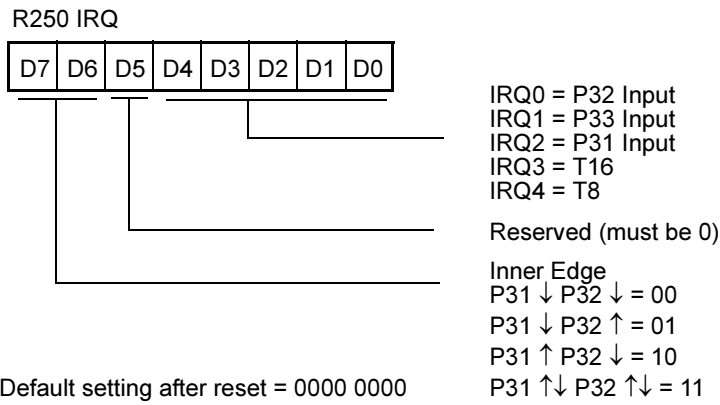 R250 IRQ
D7 D6 D5 D4 D3 D2 D1 D0
IRQ0 = P32 Input
IRQ1 = P33 Input
IRQ2 = P31 Input
IRQ3 = T16
IRQ4 = T8
Reserved (must be 0)
Inner Edge
P31 ↓ P32 ↓ = 00
P31 ↓ P32 ↑ = 01
P31 ↑ P32 ↓ = 10
P31 ↑↓ P32 ↑↓ = 11
Default setting after reset = 0000 0000